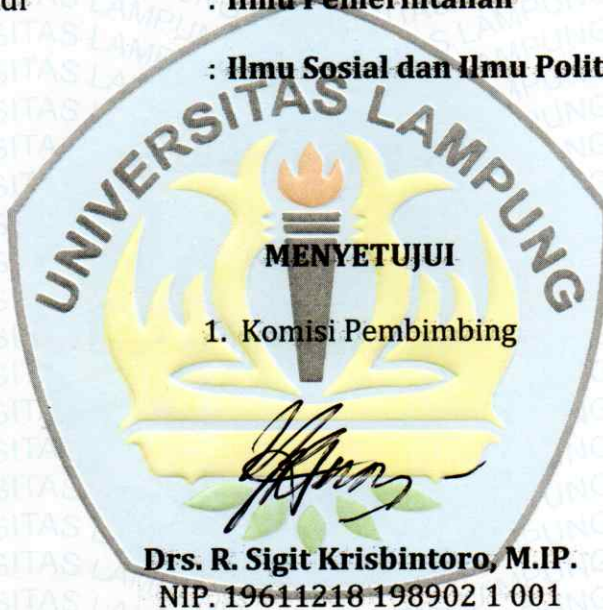 Ilmu Pemerintahan
: Ilmu Sosial dan Ilmu Polit
UNIVERSITAS LAMPUNG
MENYETUJUI
1. Komisi Pembimbing
Drs. R. Sigit Krisbintoro, M.IP.
NIP. 19611218 198902 1 001